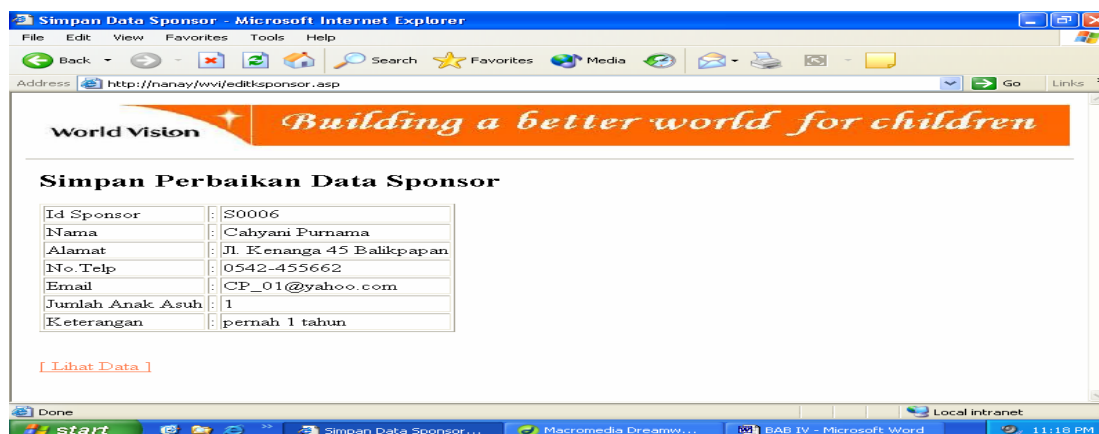 Simpan Data Sponsor - Microsoft Internet Explorer
File Edit View Favorites Tools Help
Back Search Favorites Media
Address http://nanay/wvi/editksponsor.asp Go Links
World Vision Building a better world for children
Simpan Perbaikan Data Sponsor
Id Sponsor : S0006
Nama : Cahyani Purnama
Alamat : Jl. Kenanga 45 Balikpapan
No.Telp : 0542-455662
Email : CP_01@yahoo.com
Jumlah Anak Asuh : 1
Keterangan : pernah 1 tahun
[ Lihat Data ]
Done Local intranet
start Simpan Data Sponsor... Macromedia Dreamw... BAB IV - Microsoft Word 11:18 PM